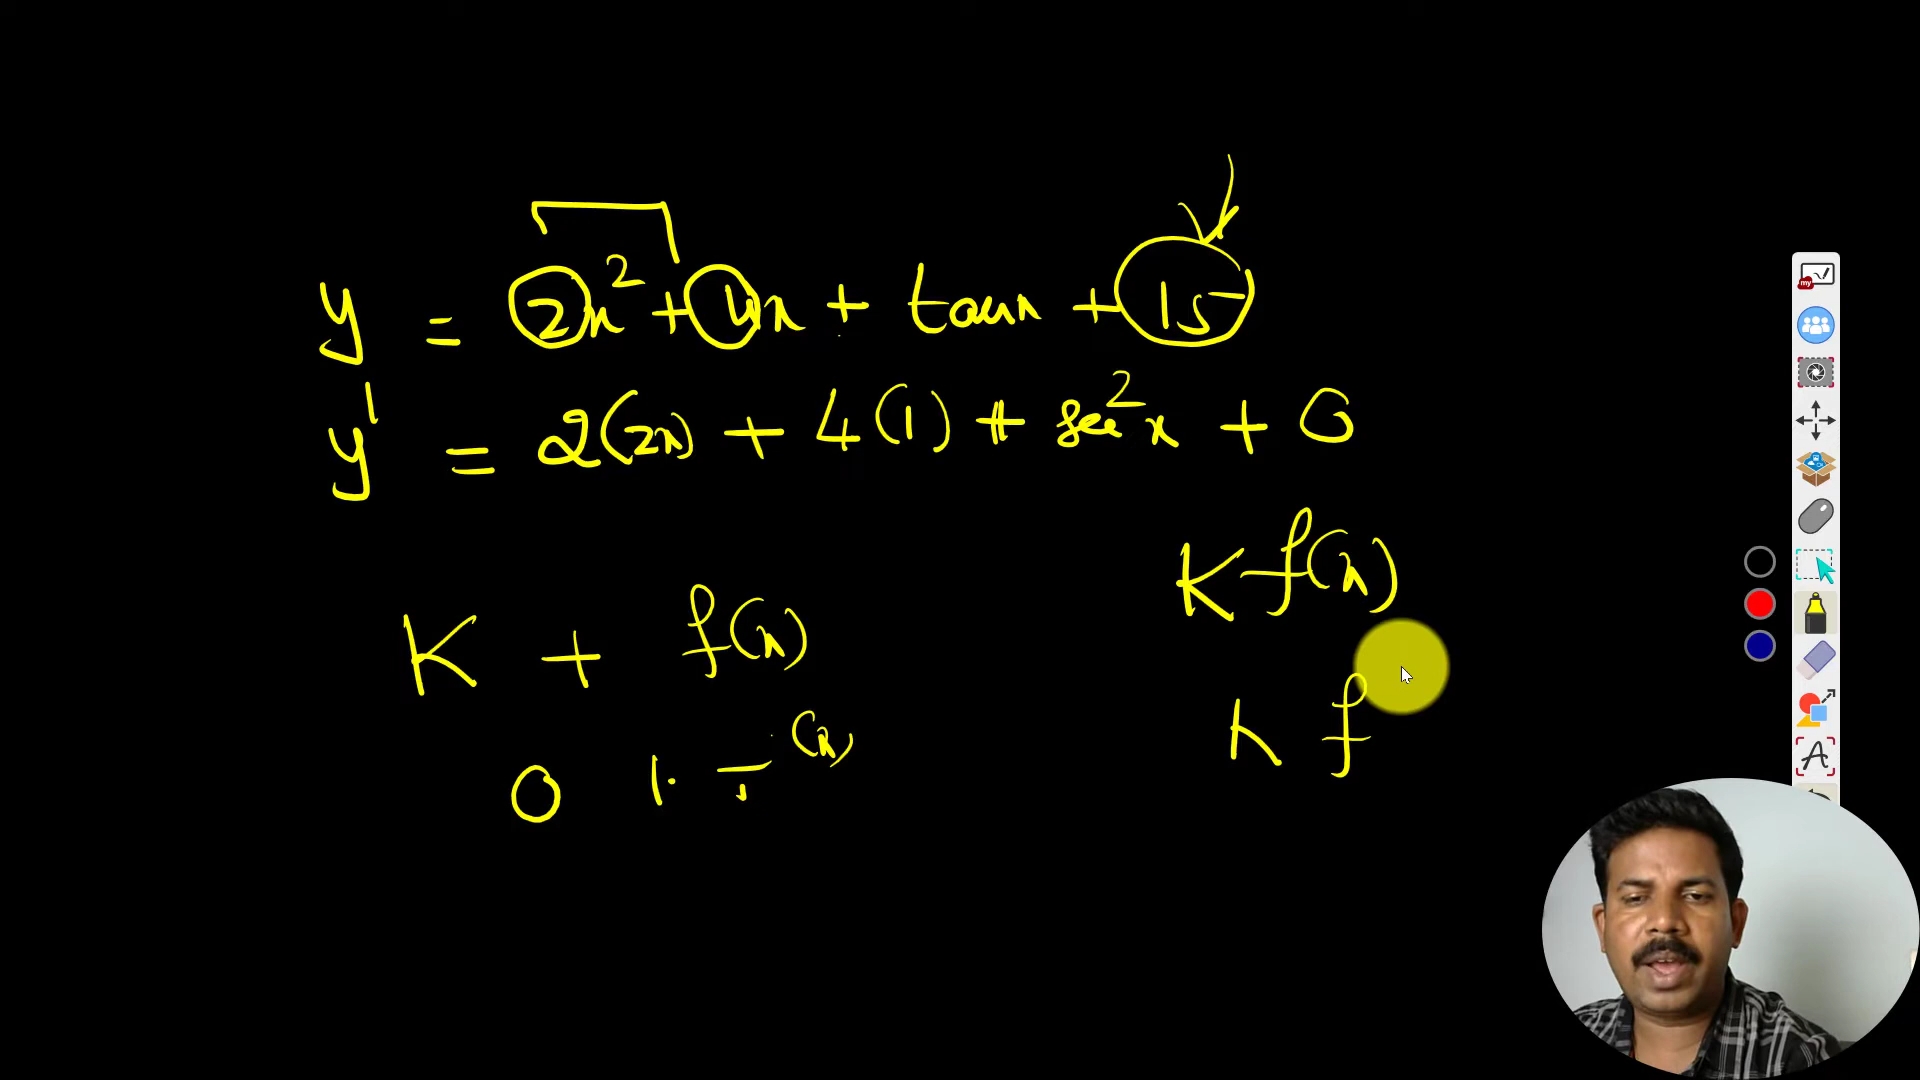 y = 2x² + 4x + tanx + 15
y' = 2(2x) + 4(1) + sec²x + 0
K f(x)
K + f(x)
K f
0 (x)